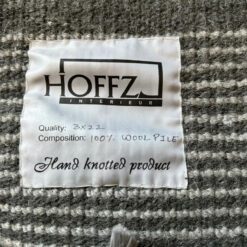 HOFFZ
INTERIEUR
Quality: 3x22
Composition: 100% WOOL PILE
Hand knotted product